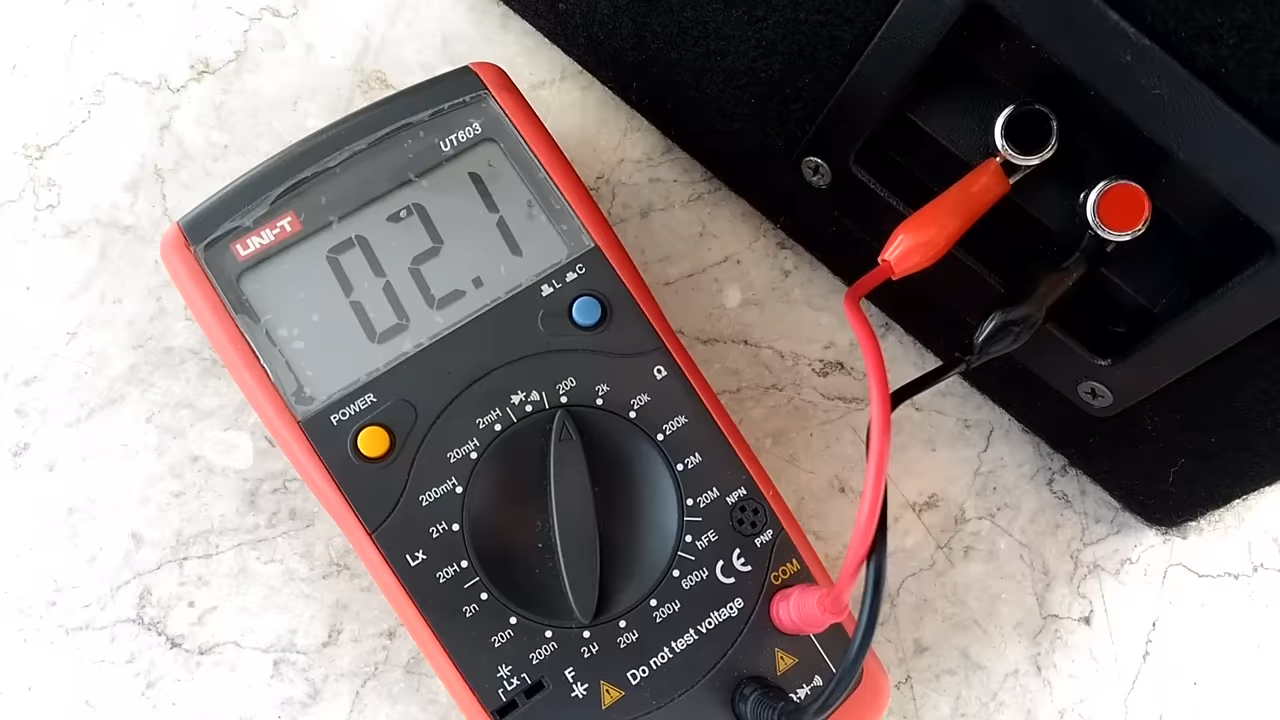 UT603
UNI-T
02.1
L C
POWER
Ω
200
2k
20k
200k
2M
20M
hFE
600µ
200µ
20µ
2µ
200n
20n
2n
20H
2H
200mH
20mH
2mH
Lx
NPN
PNP
CE
COM
Do not test voltage
F
Lx